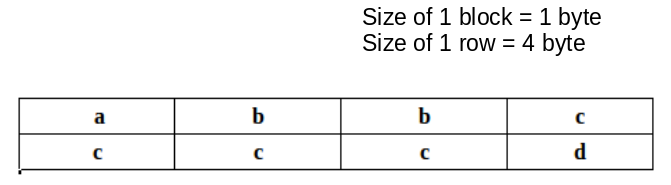 Size of 1 block = 1 byte
Size of 1 row = 4 byte
a b b c
c c c d